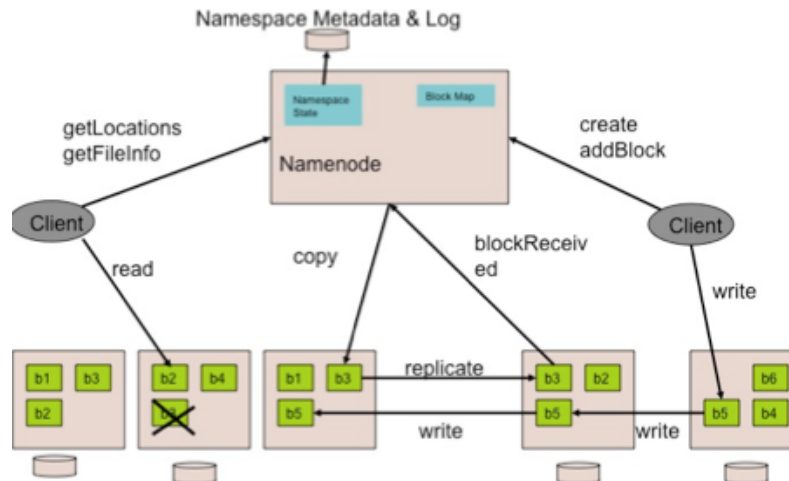 Namespace Metadata & Log
Namespace
State
Block Map
getLocations
getFileInfo
create
addBlock
Namenode
Client
Client
copy
blockReceiv
ed
read
write
b1 b3
b2
b2 b4
b1 b3
b5
replicate
b3 b2
b5
b6
b5 b4
write
write